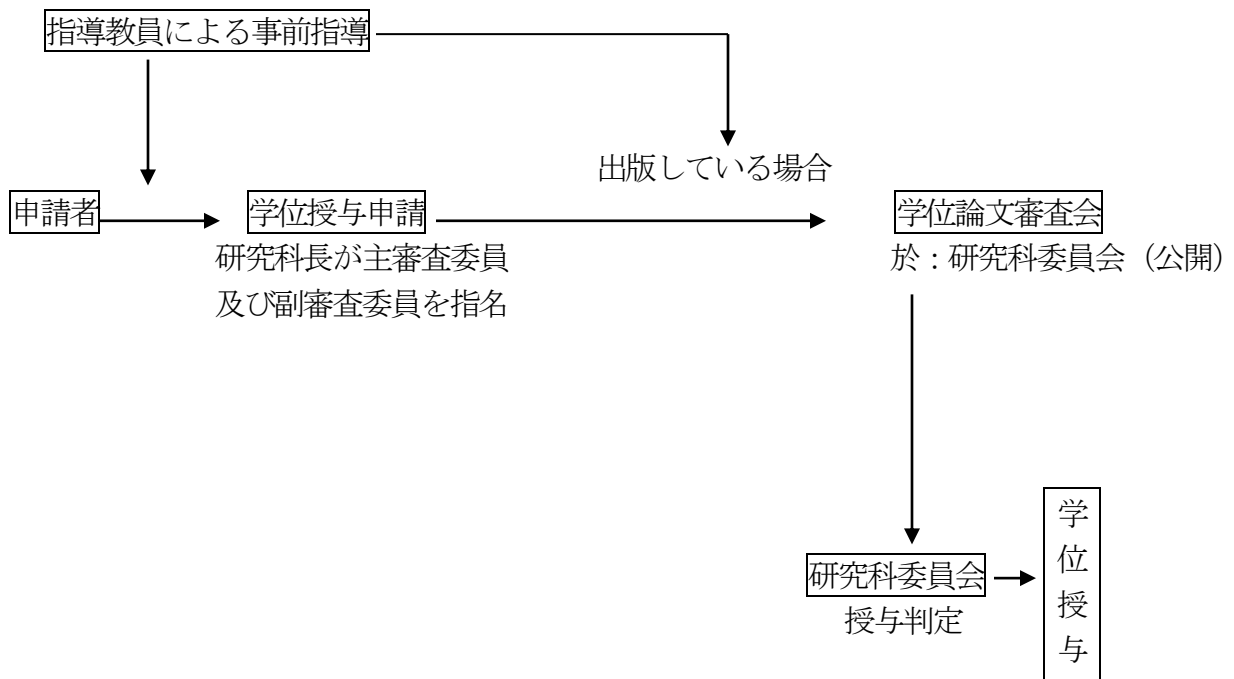 指導教員による事前指導
出版している場合
申請者
学位授与申請
学位論文審査会
研究科長が主審査委員
及び副審査委員を指名
於：研究科委員会（公開）
研究科委員会
授与判定
学位授与